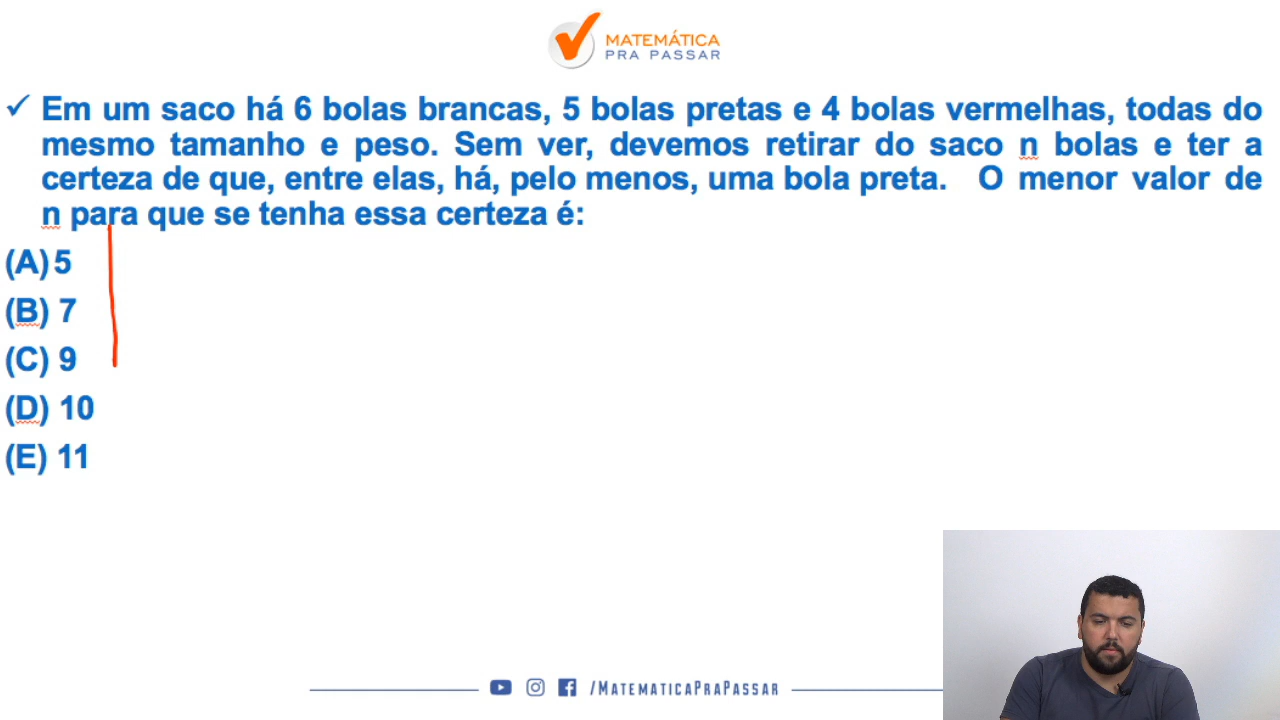 MATEMÁTICA
PRA PASSAR
✓ Em um saco há 6 bolas brancas, 5 bolas pretas e 4 bolas vermelhas, todas do
mesmo tamanho e peso. Sem ver, devemos retirar do saco n bolas e ter a
certeza de que, entre elas, há, pelo menos, uma bola preta. O menor valor de
n para que se tenha essa certeza é:
(A) 5
(B) 7
(C) 9
(D) 10
(E) 11
/MATEMATICAPRAPASSAR